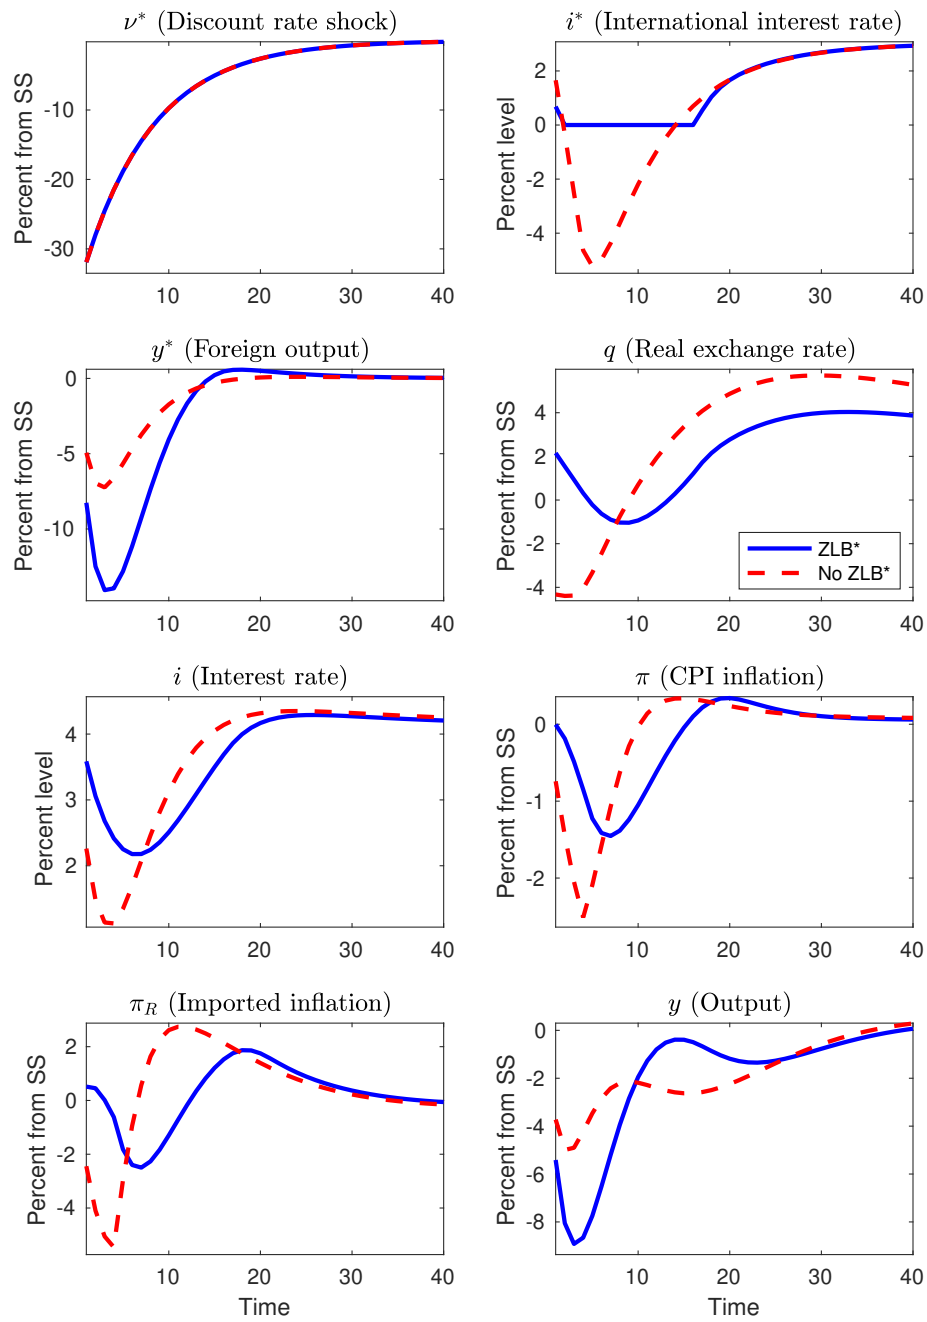 ν* (Discount rate shock)
i* (International interest rate)
Percent from SS
-10
-20
-30
10 20 30 40
Percent level
2
0
-2
-4
10 20 30 40
y* (Foreign output)
q (Real exchange rate)
Percent from SS
0
-5
-10
10 20 30 40
Percent from SS
4
2
0
-2
-4
ZLB*
No ZLB*
10 20 30 40
i (Interest rate)
π (CPI inflation)
Percent level
4
3
2
10 20 30 40
Percent from SS
0
-1
-2
10 20 30 40
π_R (Imported inflation)
y (Output)
Percent from SS
2
0
-2
-4
10 20 30 40
Time
Percent from SS
0
-2
-4
-6
-8
10 20 30 40
Time